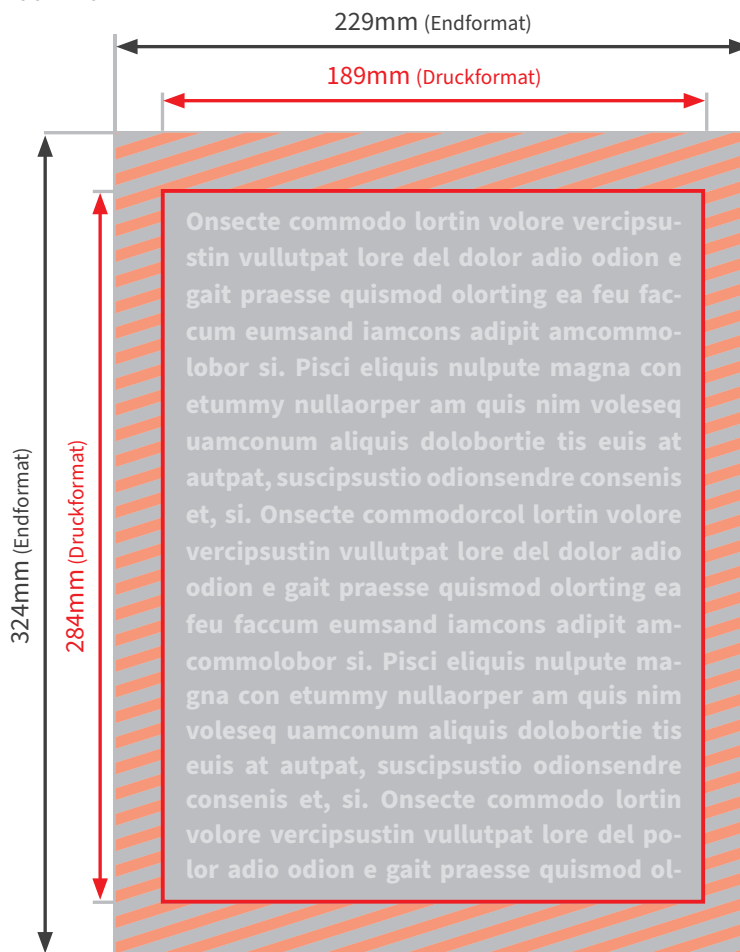 229mm (Endformat)
189mm (Druckformat)
324mm (Endformat)
284mm (Druckformat)
Onsecte commodo lortin volore vercipsu-
stin vullutpat lore del dolor adio odion e
gait praesse quismod olorting ea feu fac-
cum eumsand iamcons adipit amcommo-
lobor si. Pisci eliquis nulpute magna con
etummy nullaorper am quis nim voleseq
uamconum aliquis dolobortie tis euis at
autpat, suscipsustio odionsendre consenis
et, si. Onsecte commodorcol lortin volore
vercipsustin vullutpat lore del dolor adio
odion e gait praesse quismod olorting ea
feu faccum eumsand iamcons adipit am-
commolobor si. Pisci eliquis nulpute ma-
gna con etummy nullaorper am quis nim
voleseq uamconum aliquis dolobortie tis
euis at autpat, suscipsustio odionsendre
consenis et, si. Onsecte commodo lortin
volore vercipsustin vullutpat lore del po-
lor adio odion e gait praesse quismod ol-